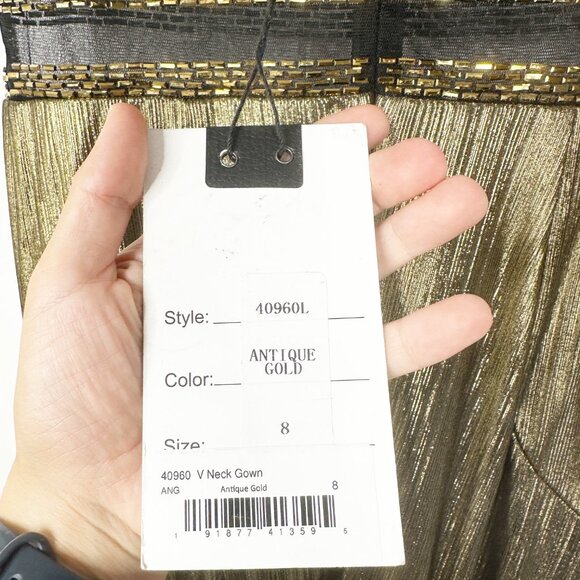 Style: 40960L
Color: ANTIQUE GOLD
Size: 8
40960 V Neck Gown
ANG Antique Gold 8
1 91877 41359 5